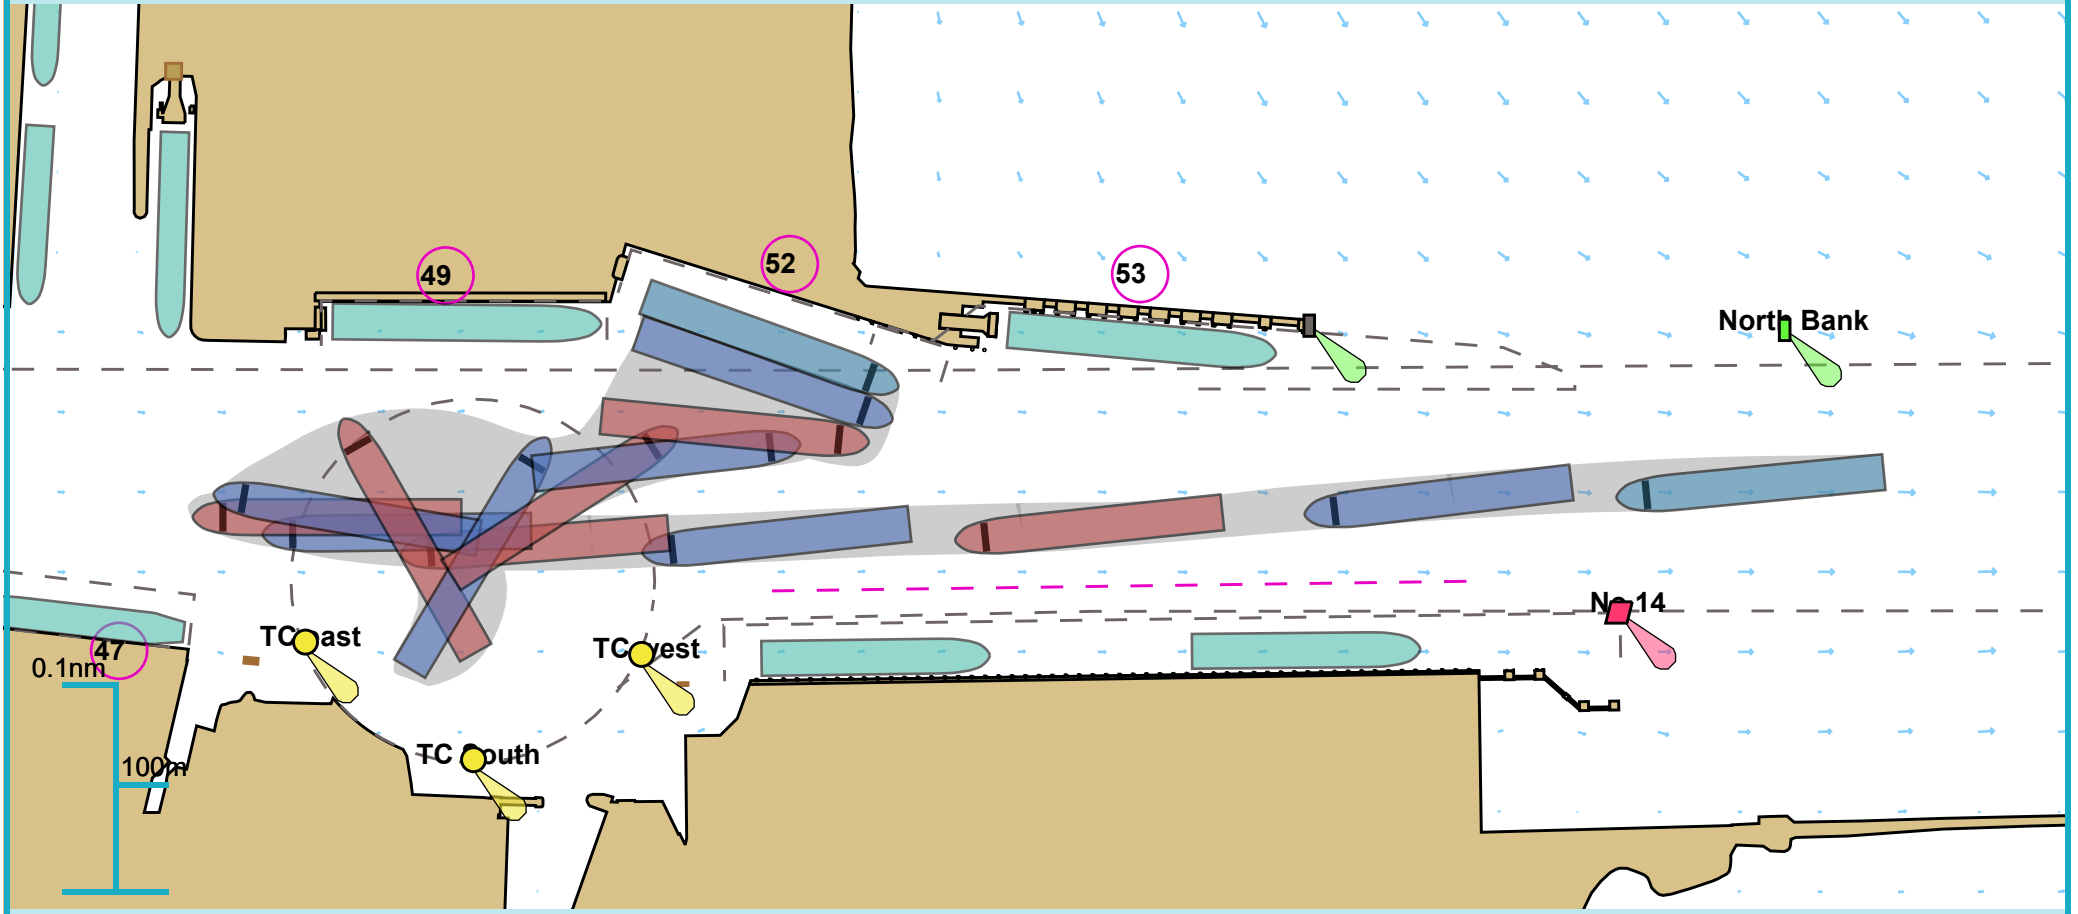 49
52
53
North Bank
No 14
TC east
TC west
47
0.1nm
TC South
100m